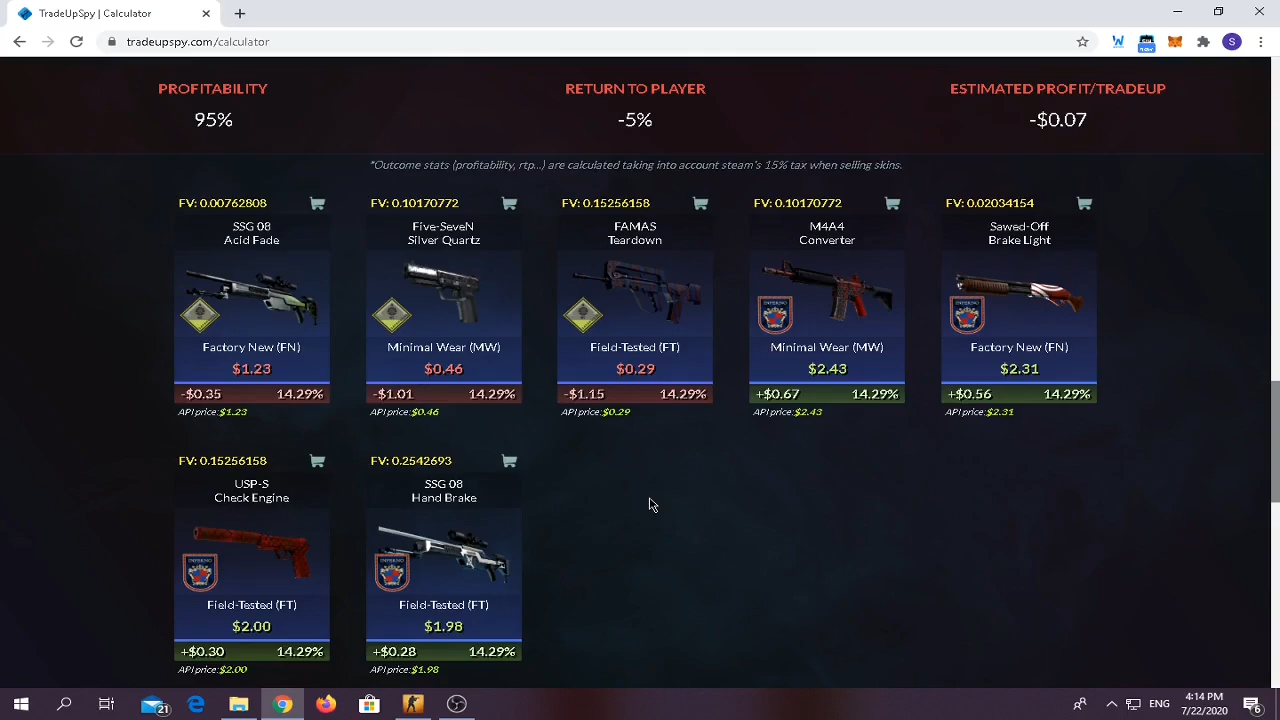 TradeUpSpy | Calculator
tradeupspy.com/calculator
S
PROFITABILITY
RETURN TO PLAYER
ESTIMATED PROFIT/TRADEUP
95%
-5%
-$0.07
*Outcome stats (profitability, rtp...) are calculated taking into account steam's 15% tax when selling skins.
FV: 0.00762808
FV: 0.10170772
FV: 0.15256158
FV: 0.10170772
FV: 0.02034154
SSG 08
Acid Fade
Five-SeveN
Silver Quartz
FAMAS
Teardown
M4A4
Converter
Sawed-Off
Brake Light
INFERNO
INFERNO
Factory New (FN)
Minimal Wear (MW)
Field-Tested (FT)
Minimal Wear (MW)
Factory New (FN)
$1.23
$0.46
$0.29
$2.43
$2.31
-$0.35 14.29%
-$1.01 14.29%
-$1.15 14.29%
+$0.67 14.29%
+$0.56 14.29%
API price:$1.23
API price:$0.46
API price:$0.29
API price:$2.43
API price:$2.31
FV: 0.15256158
FV: 0.2542693
USP-S
Check Engine
SSG 08
Hand Brake
INFERNO
INFERNO
Field-Tested (FT)
Field-Tested (FT)
$2.00
$1.98
+$0.30 14.29%
+$0.28 14.29%
API price:$2.00
API price:$1.98
21
ENG
4:14 PM
7/22/2020
6